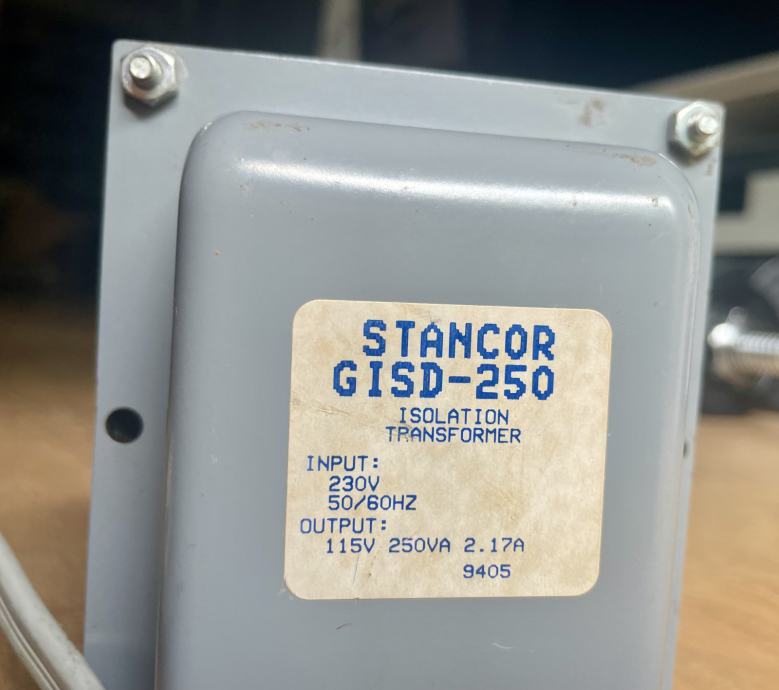 STANCOR
GISD-250
ISOLATION
TRANSFORMER
INPUT:
230V
50/60HZ
OUTPUT:
115V 250VA 2.17A
9405